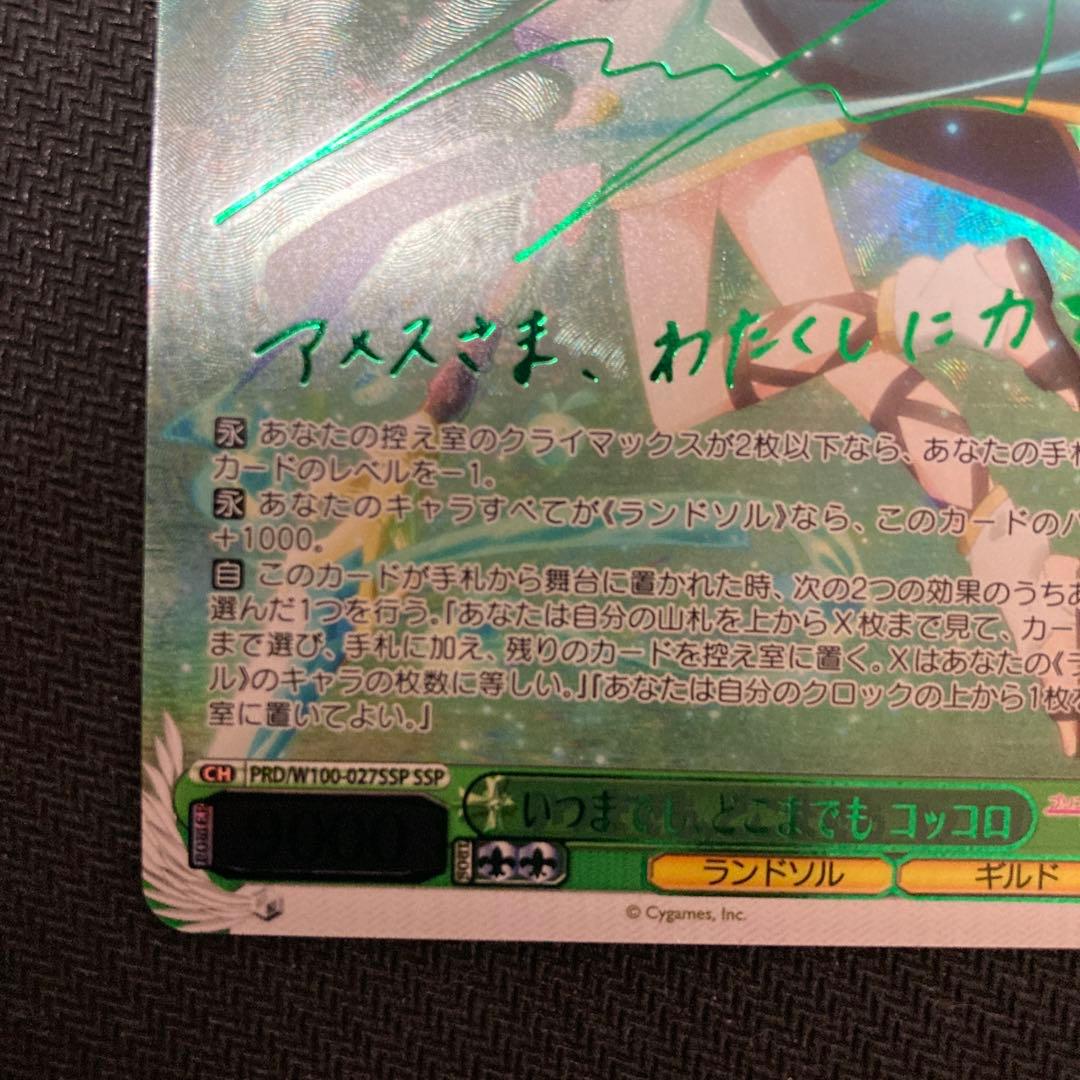 アメスさま、わたくしに力
永 あなたの控え室のクライマックスが2枚以下なら、あなたの手札
カードのレベルを−1。
永 あなたのキャラすべてが《ランドソル》なら、このカードのパ
+1000。
自 このカードが手札から舞台に置かれた時、次の2つの効果のうちあ
選んだ1つを行う。「あなたは自分の山札を上からX枚まで見て、カー
まで選び、手札に加え、残りのカードを控え室に置く。Xはあなたの《ラ
ル》のキャラの枚数に等しい。」「あなたは自分のクロックの上から1枚を
室に置いてよい。」
CH PRD/W100-027SSP SSP
いつまでも、どこまでも コッコロ
POWER 9000
SOUL
ランドソル ギルド
© Cygames, Inc.